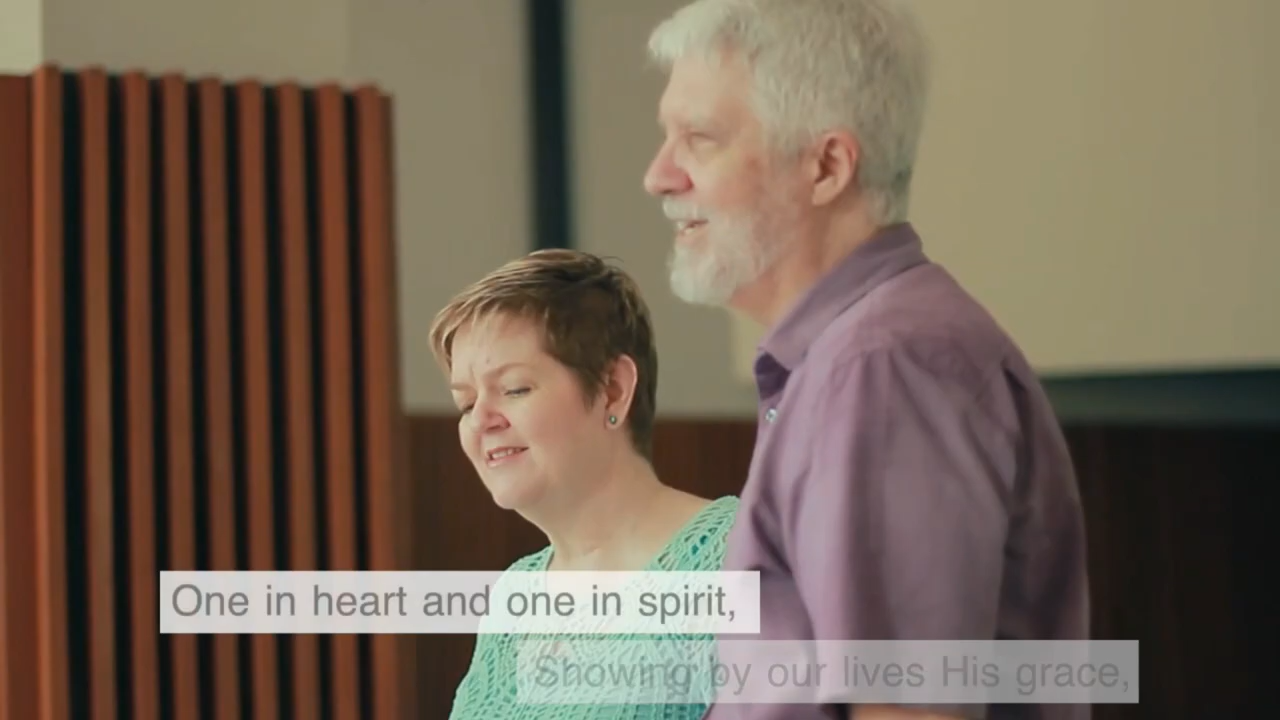 One in heart and one in spirit,
Showing by our lives His grace,